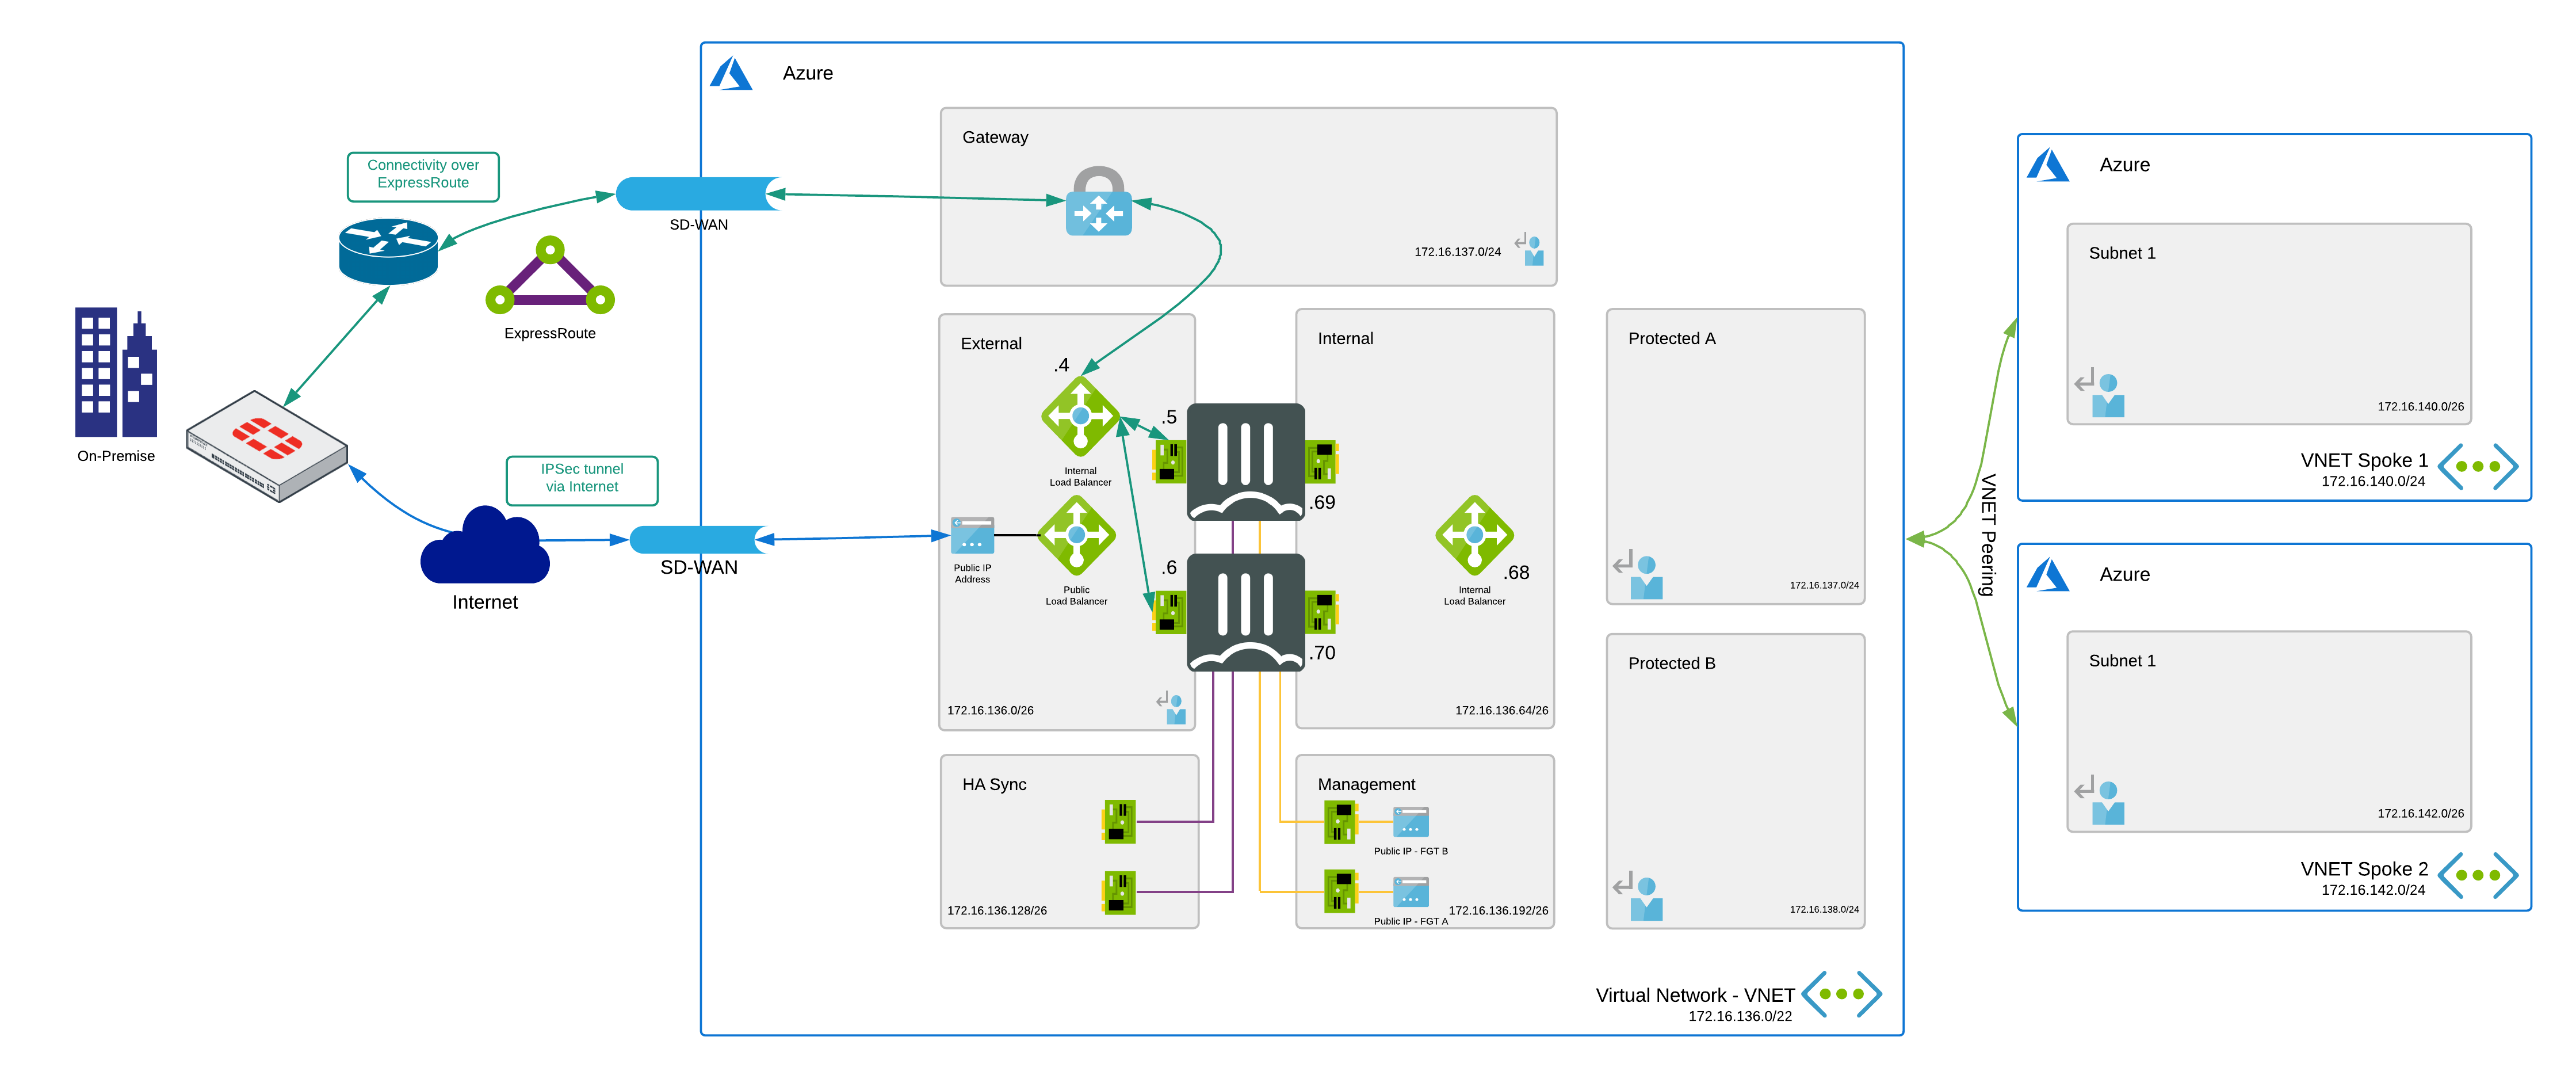 Azure
Gateway
172.16.137.0/24
Connectivity over
ExpressRoute
SD-WAN
ExpressRoute
On-Premise
IPSec tunnel
via Internet
Internet
SD-WAN
External
.4
Internal
Load Balancer
.5
.69
Public IP
Address
Public
Load Balancer
.6
.70
172.16.136.0/26
Internal
.68
Internal
Load Balancer
172.16.136.64/26
HA Sync
172.16.136.128/26
Management
Public IP - FGT B
Public IP - FGT A
172.16.136.192/26
Protected A
172.16.137.0/24
Protected B
172.16.138.0/24
Virtual Network - VNET
172.16.136.0/22
VNET Peering
Azure
Subnet 1
172.16.140.0/26
VNET Spoke 1
172.16.140.0/24
Azure
Subnet 1
172.16.142.0/26
VNET Spoke 2
172.16.142.0/24